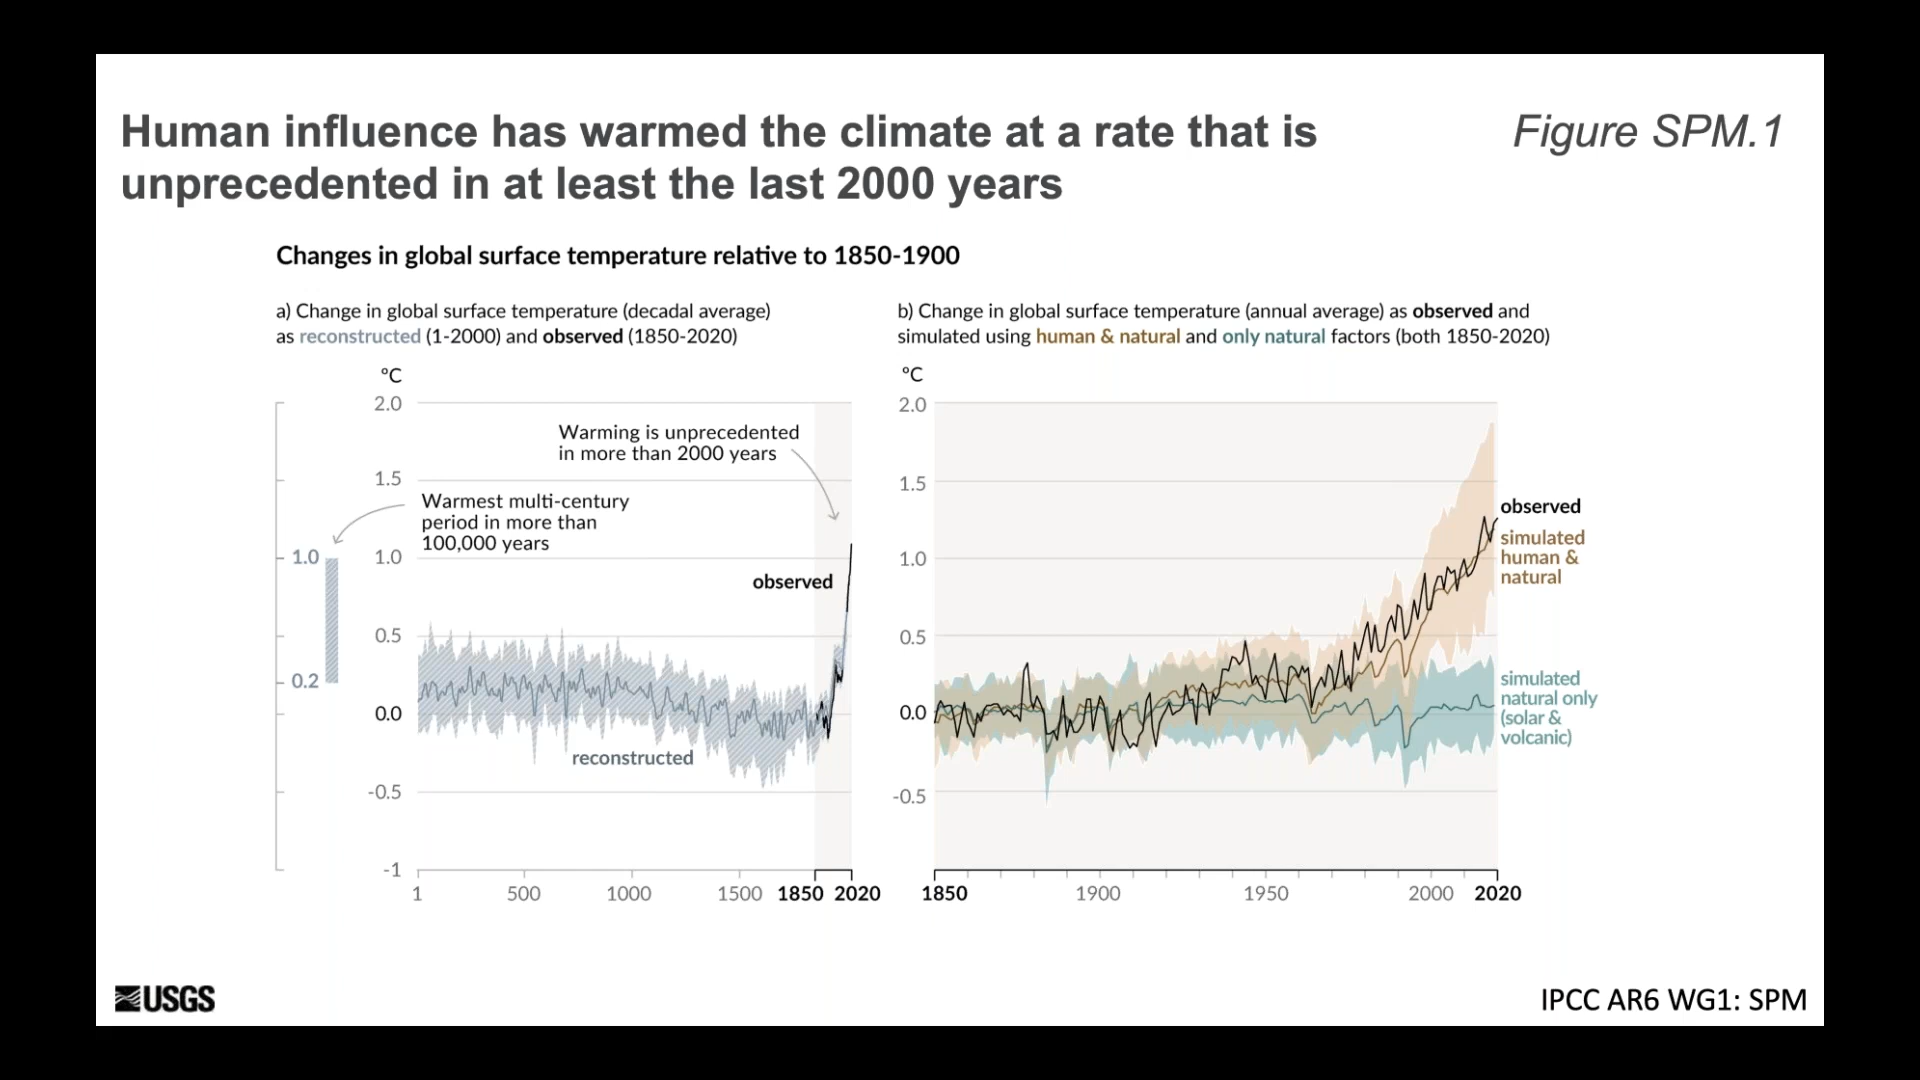 Human influence has warmed the climate at a rate that is
unprecedented in at least the last 2000 years
Figure SPM.1
Changes in global surface temperature relative to 1850-1900
a) Change in global surface temperature (decadal average)
as reconstructed (1-2000) and observed (1850-2020)
°C
2.0
1.5
1.0
0.5
0.0
-0.5
-1
1.0
0.2
Warming is unprecedented
in more than 2000 years
Warmest multi-century
period in more than
100,000 years
observed
reconstructed
1 500 1000 1500 1850 2020
b) Change in global surface temperature (annual average) as observed and
simulated using human & natural and only natural factors (both 1850-2020)
°C
2.0
1.5
1.0
0.5
0.0
-0.5
observed
simulated
human &
natural
simulated
natural only
(solar &
volcanic)
1850 1900 1950 2000 2020
USGS
IPCC AR6 WG1: SPM